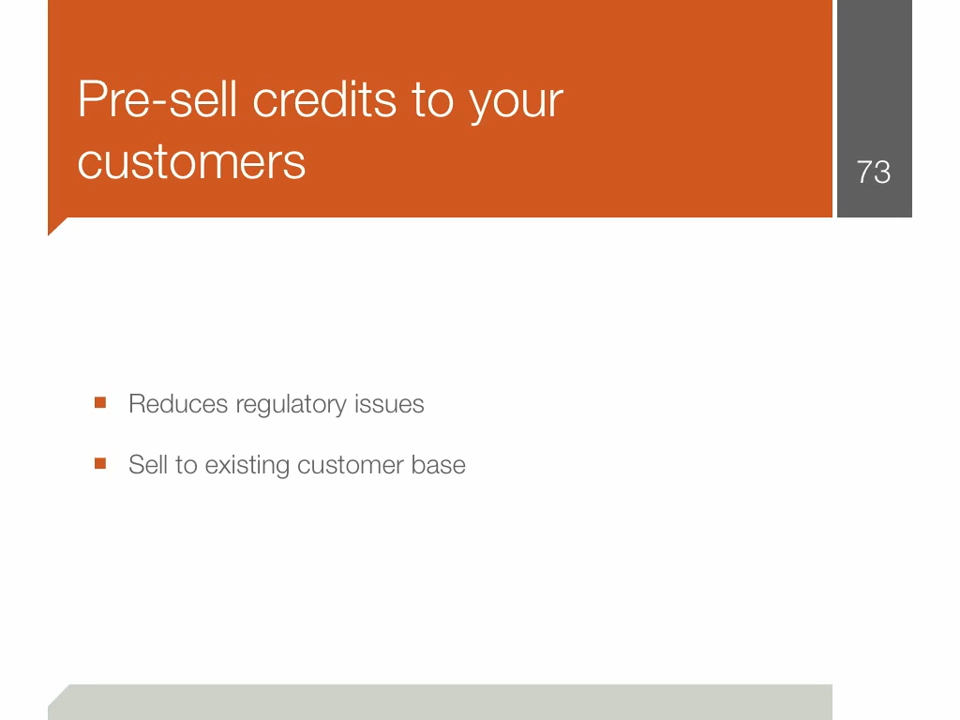 Pre-sell credits to your
customers
73
Reduces regulatory issues
Sell to existing customer base